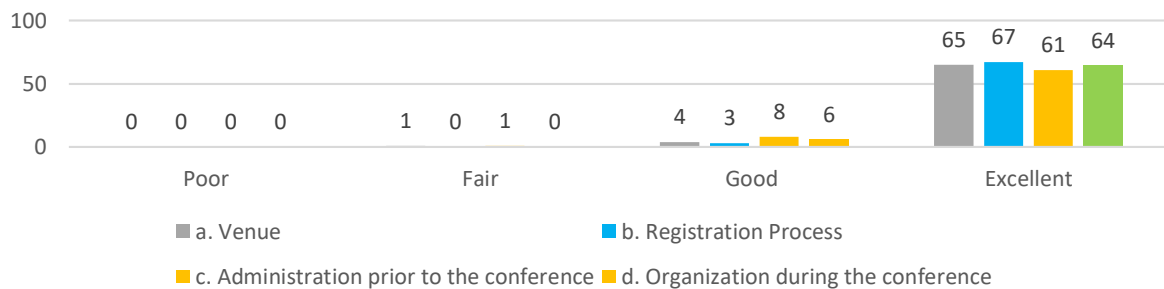 100
65 67 61 64
50
0 0 0 0 1 0 1 0 4 3 8 6
0
Poor Fair Good Excellent
a. Venue b. Registration Process
c. Administration prior to the conference d. Organization during the conference